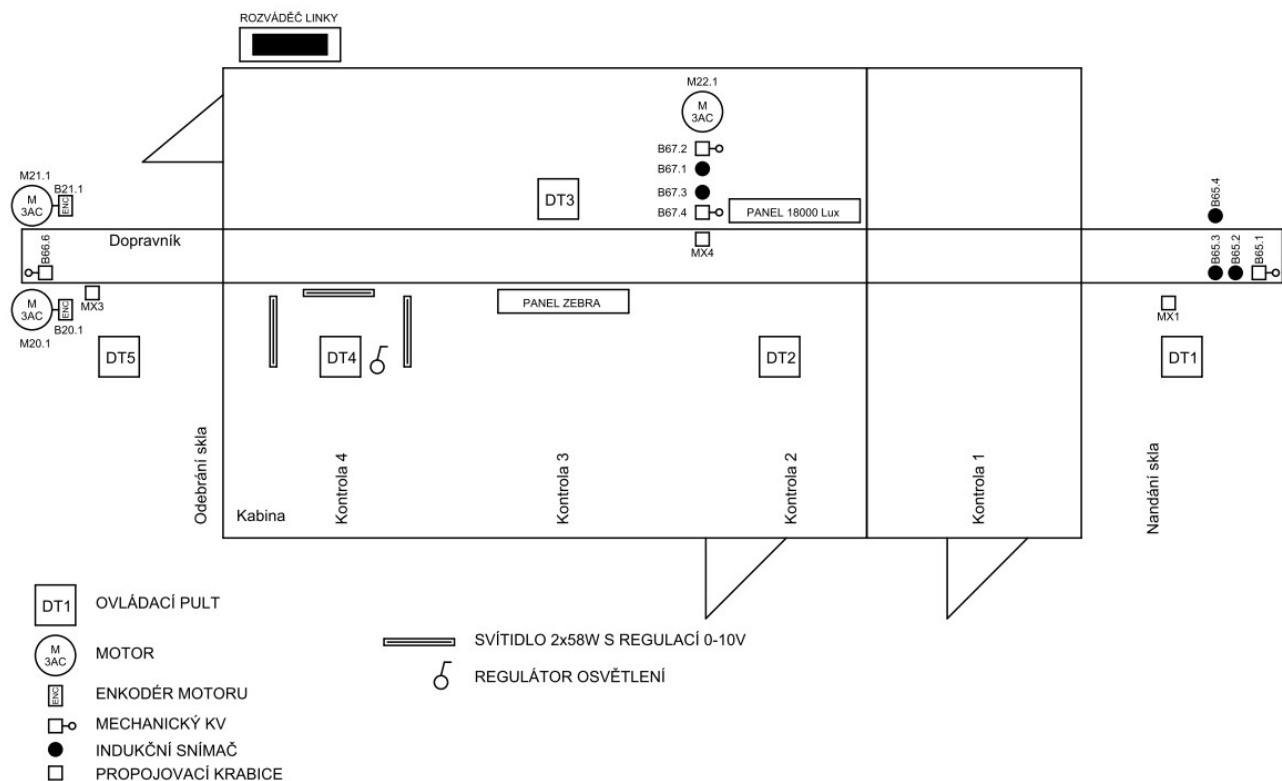 ROZVÁDĚČ LINKY
M22.1
M
3AC
B67.2
B67.1
B67.3
B67.4
MX4
PANEL 18000 Lux
DT3
M21.1
B21.1
M
3AC
ENC
Dopravník
B66.6
B65.4
B65.3
B65.2
B65.1
M
3AC
ENC
MX3
B20.1
M20.1
PANEL ZEBRA
MX1
DT5
DT4
DT2
DT1
Odebrání skla
Kabina
Kontrola 4
Kontrola 3
Kontrola 2
Kontrola 1
Nandání skla
DT1
OVLÁDACÍ PULT
M
3AC
MOTOR
ENC
ENKODÉR MOTORU
MECHANICKÝ KV
INDUKČNÍ SNÍMAČ
PROPOJOVACÍ KRABICE
SVÍTIDLO 2x58W S REGULACÍ 0-10V
REGULÁTOR OSVĚTLENÍ